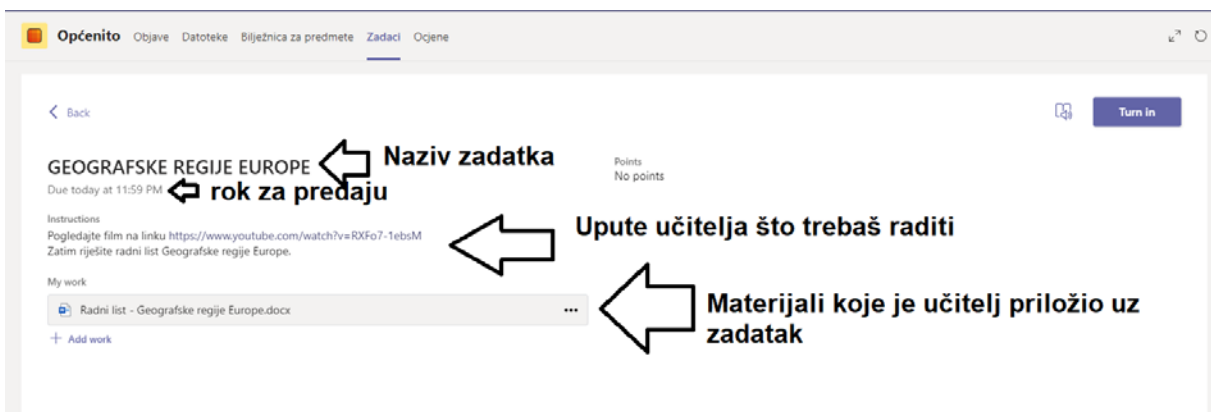 Općenito Objave Datoteke Bilježnica za predmete Zadaci Ocjene
Back
Turn in
GEOGRAFSKE REGIJE EUROPE
Naziv zadatka
Points
No points
Due today at 11:59 PM
rok za predaju
Instructions
Pogledajte film na linku https://www.youtube.com/watch?v=RXFo7-1ebsM
Zatim riješite radni list Geografske regije Europe.
Upute učitelja što trebaš raditi
My work
Radni list - Geografske regije Europe.docx
Materijali koje je učitelj priložio uz
zadatak
Add work